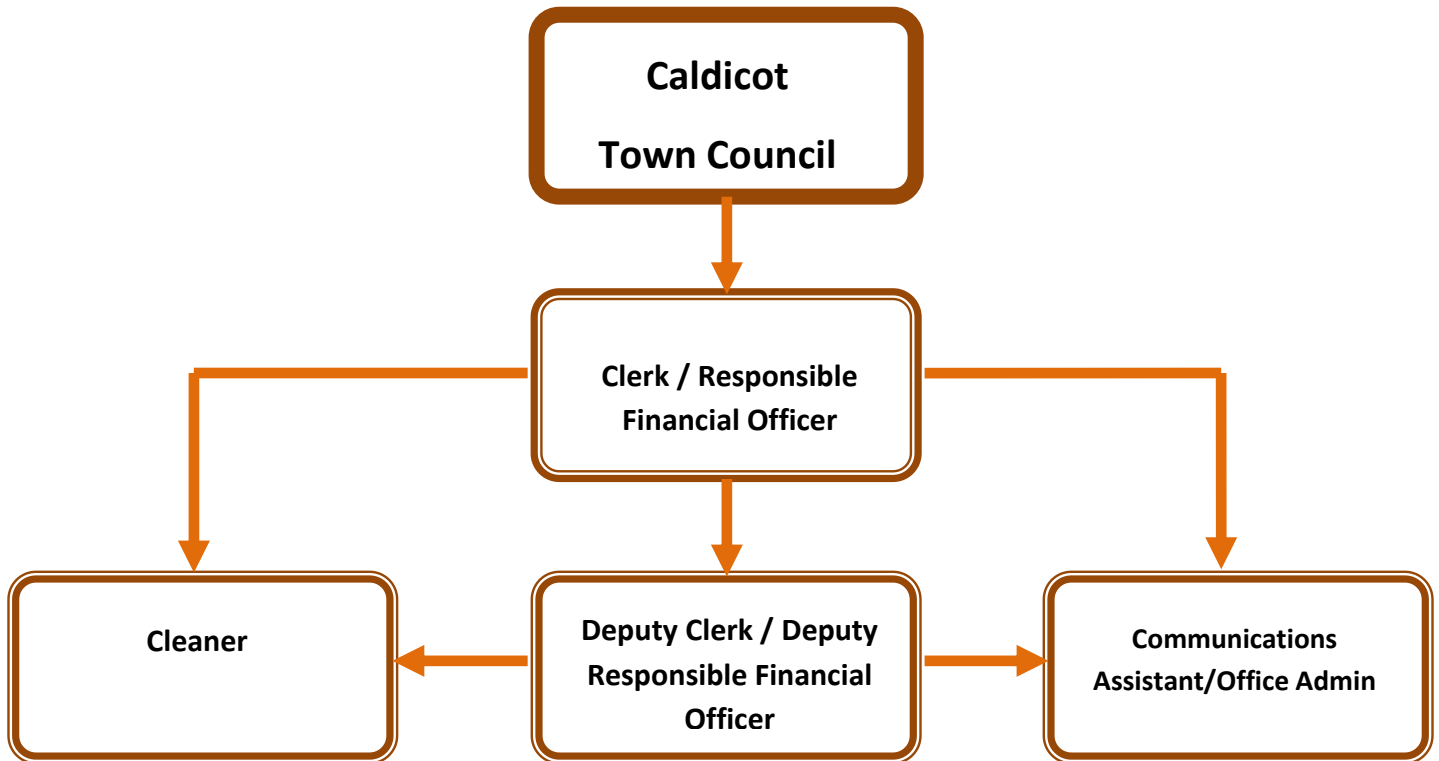 Caldicot
Town Council
Clerk / Responsible
Financial Officer
Cleaner
Deputy Clerk / Deputy
Responsible Financial
Officer
Communications
Assistant/Office Admin